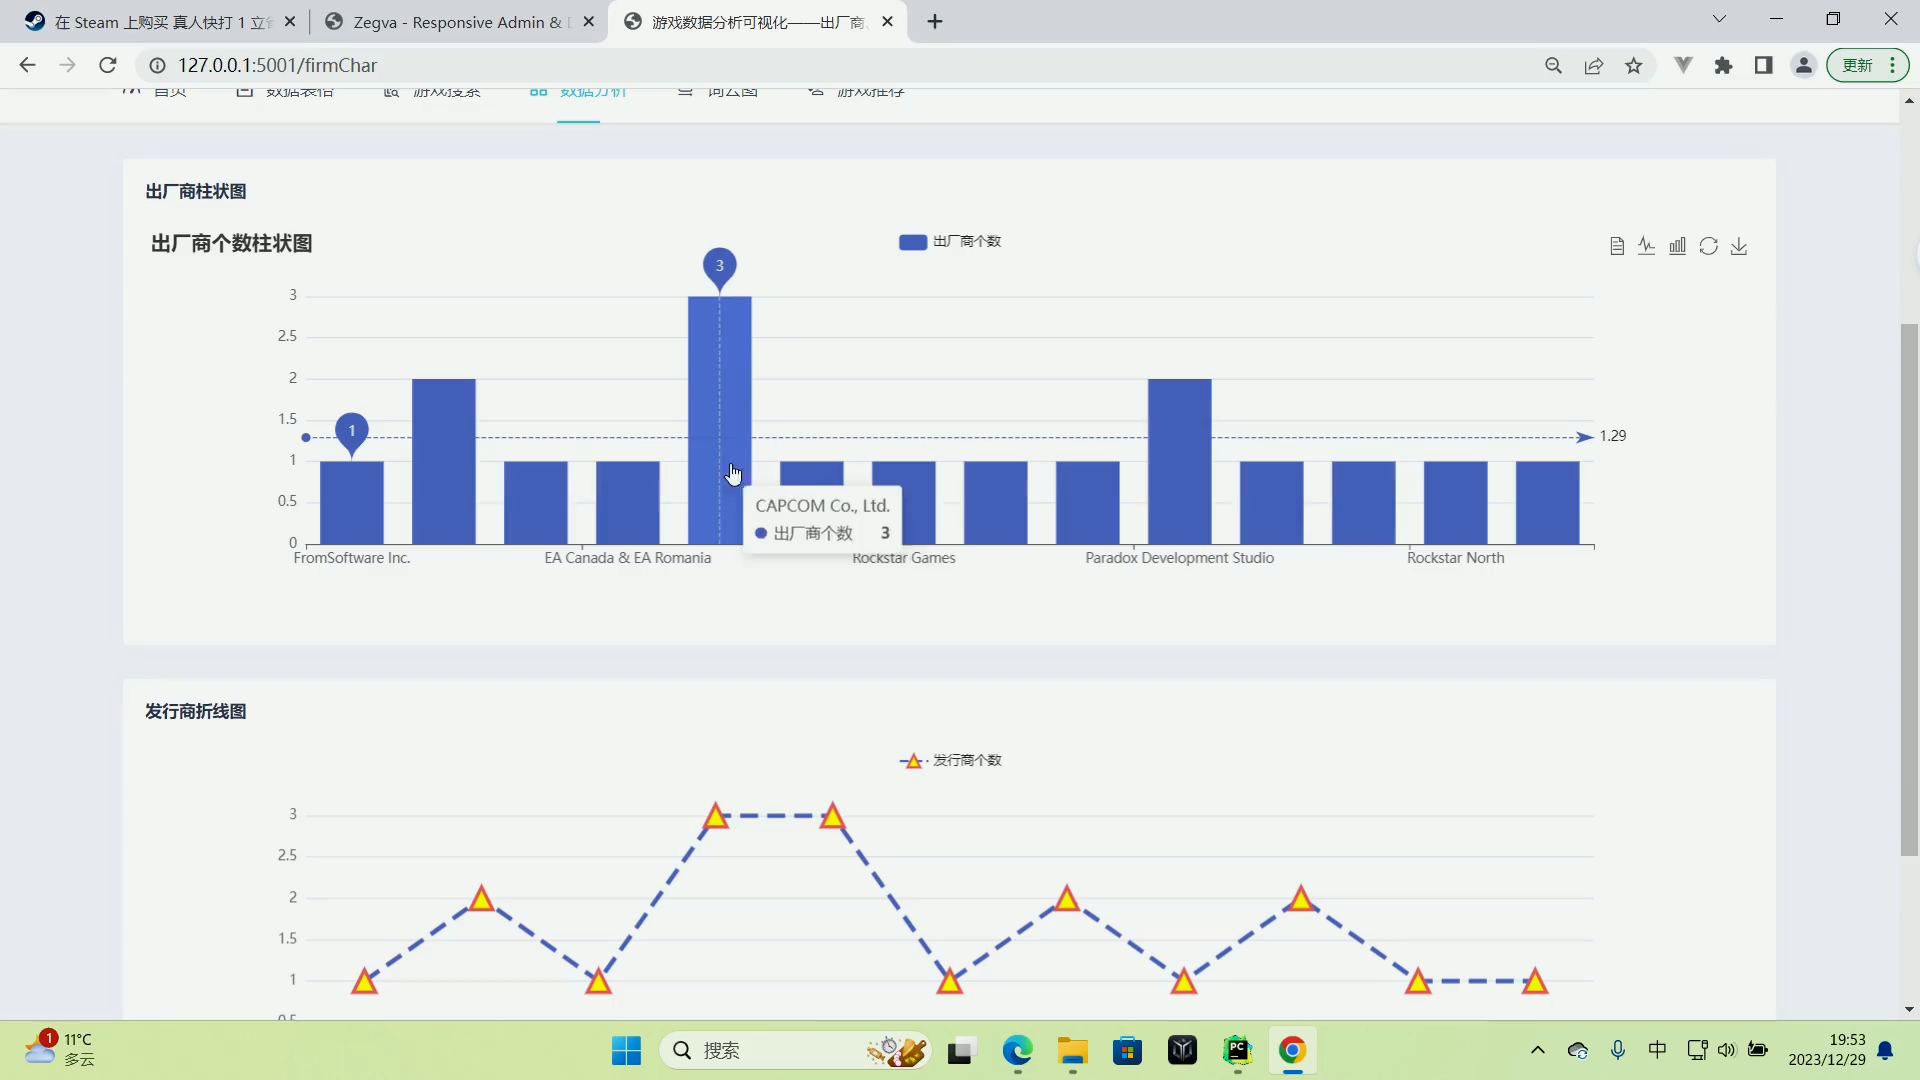 在 Steam 上购买 真人快打 1 立省
Zegva - Responsive Admin &
游戏数据分析可视化——出厂商
127.0.0.1:5001/firmChar
更新
首页
数据表格
游戏搜索
数据分析
词云图
游戏推荐
出厂商柱状图
出厂商个数柱状图
出厂商个数
3
3
2.5
2
1.5
1
1
0.5
0
1.29
CAPCOM Co., Ltd.
出厂商个数 3
FromSoftware Inc.
EA Canada & EA Romania
Rockstar Games
Paradox Development Studio
Rockstar North
发行商折线图
发行商个数
3
2.5
2
1.5
1
0.5
1
11°C
多云
搜索
PC
中
19:53
2023/12/29